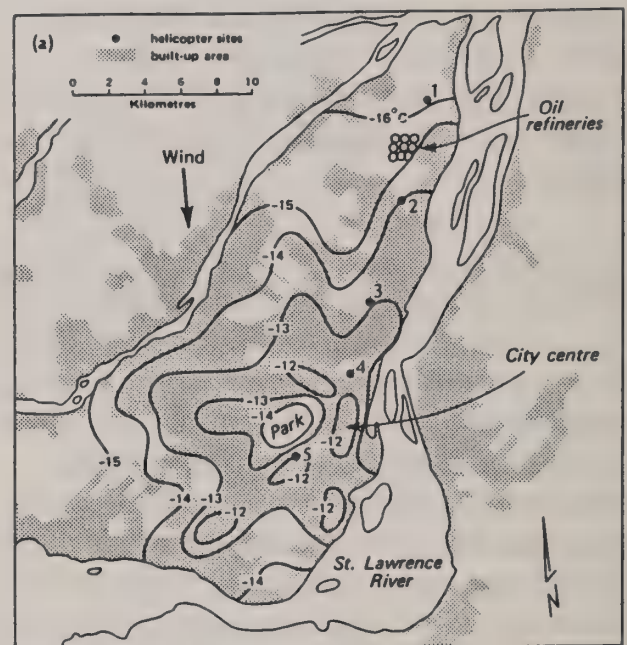 (a)
helicopter sites
built-up area
0 2 4 6 8 10
Kilometres
1
-16°C
Oil
refineries
Wind
2
-15
-14
3
-13
City centre
-12
4
-13
-14
Park
-12
-15
5
-12
-14
-13
-12
-12
-14
St. Lawrence
River
N